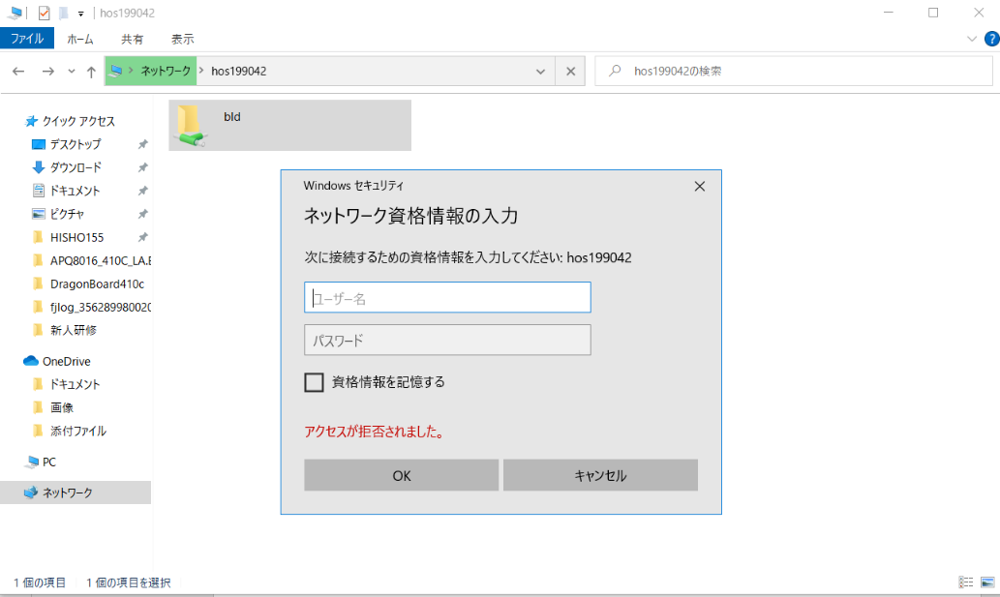 hos199042
ファイル ホーム 共有 表示
ネットワーク hos199042 hos199042の検索
クイック アクセス
デスクトップ
ダウンロード
ドキュメント
ピクチャ
HISHO155
APQ8016_410C_LA.E
DragonBoard410c
fjlog_35628998002
新人研修
OneDrive
ドキュメント
画像
添付ファイル
PC
ネットワーク
bld
Windows セキュリティ
ネットワーク資格情報の入力
次に接続するための資格情報を入力してください: hos199042
ユーザー名
パスワード
資格情報を記憶する
アクセスが拒否されました。
OK キャンセル
1 個の項目 1 個の項目を選択